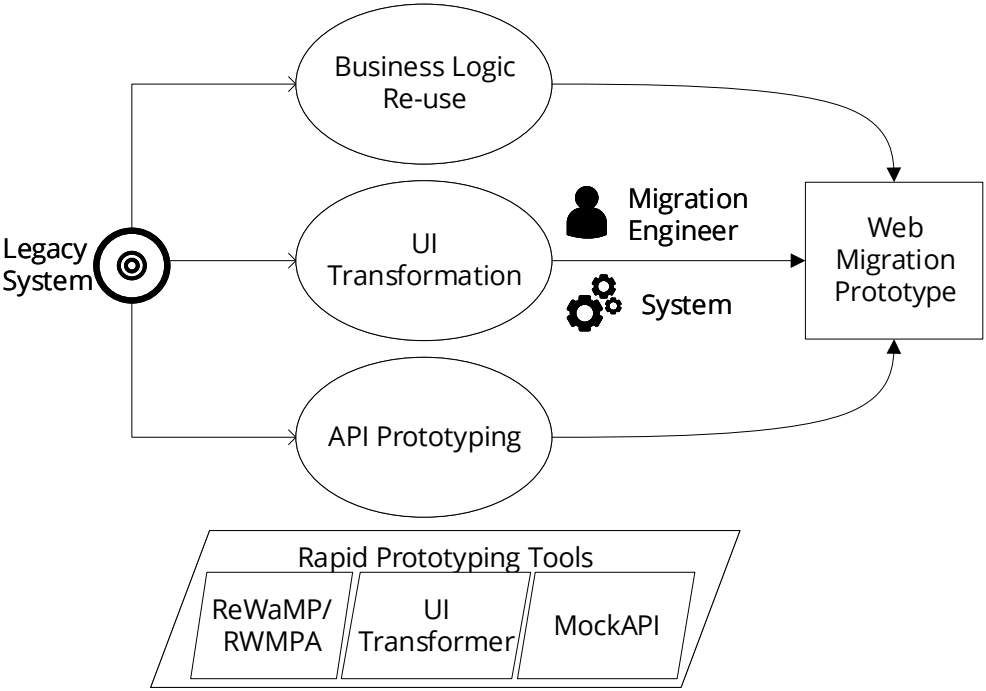 Business Logic
Re-use
Legacy
System
UI
Transformation
Migration
Engineer
System
Web
Migration
Prototype
API Prototyping
Rapid Prototyping Tools
ReWaMP/
RWMPA
UI
Transformer
MockAPI